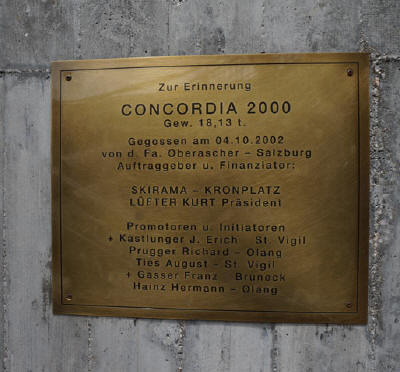 Zur Erinnerung
CONCORDIA 2000
Gew. 18,13 t.
Gegossen am 04.10.2002
von d. Fa. Oberascher - Salzburg
Auftraggeber u. Finanziator:
SKIRAMA - KRONPLATZ
LÜFTER KURT Präsident
Promotoren u. Initiatoren
+ Kastlunger J. Erich - St. Vigil
Prugger Richard - Olang
Ties August - St. Vigil
+ Gasser Franz - Bruneck
Hainz Hermann - Olang